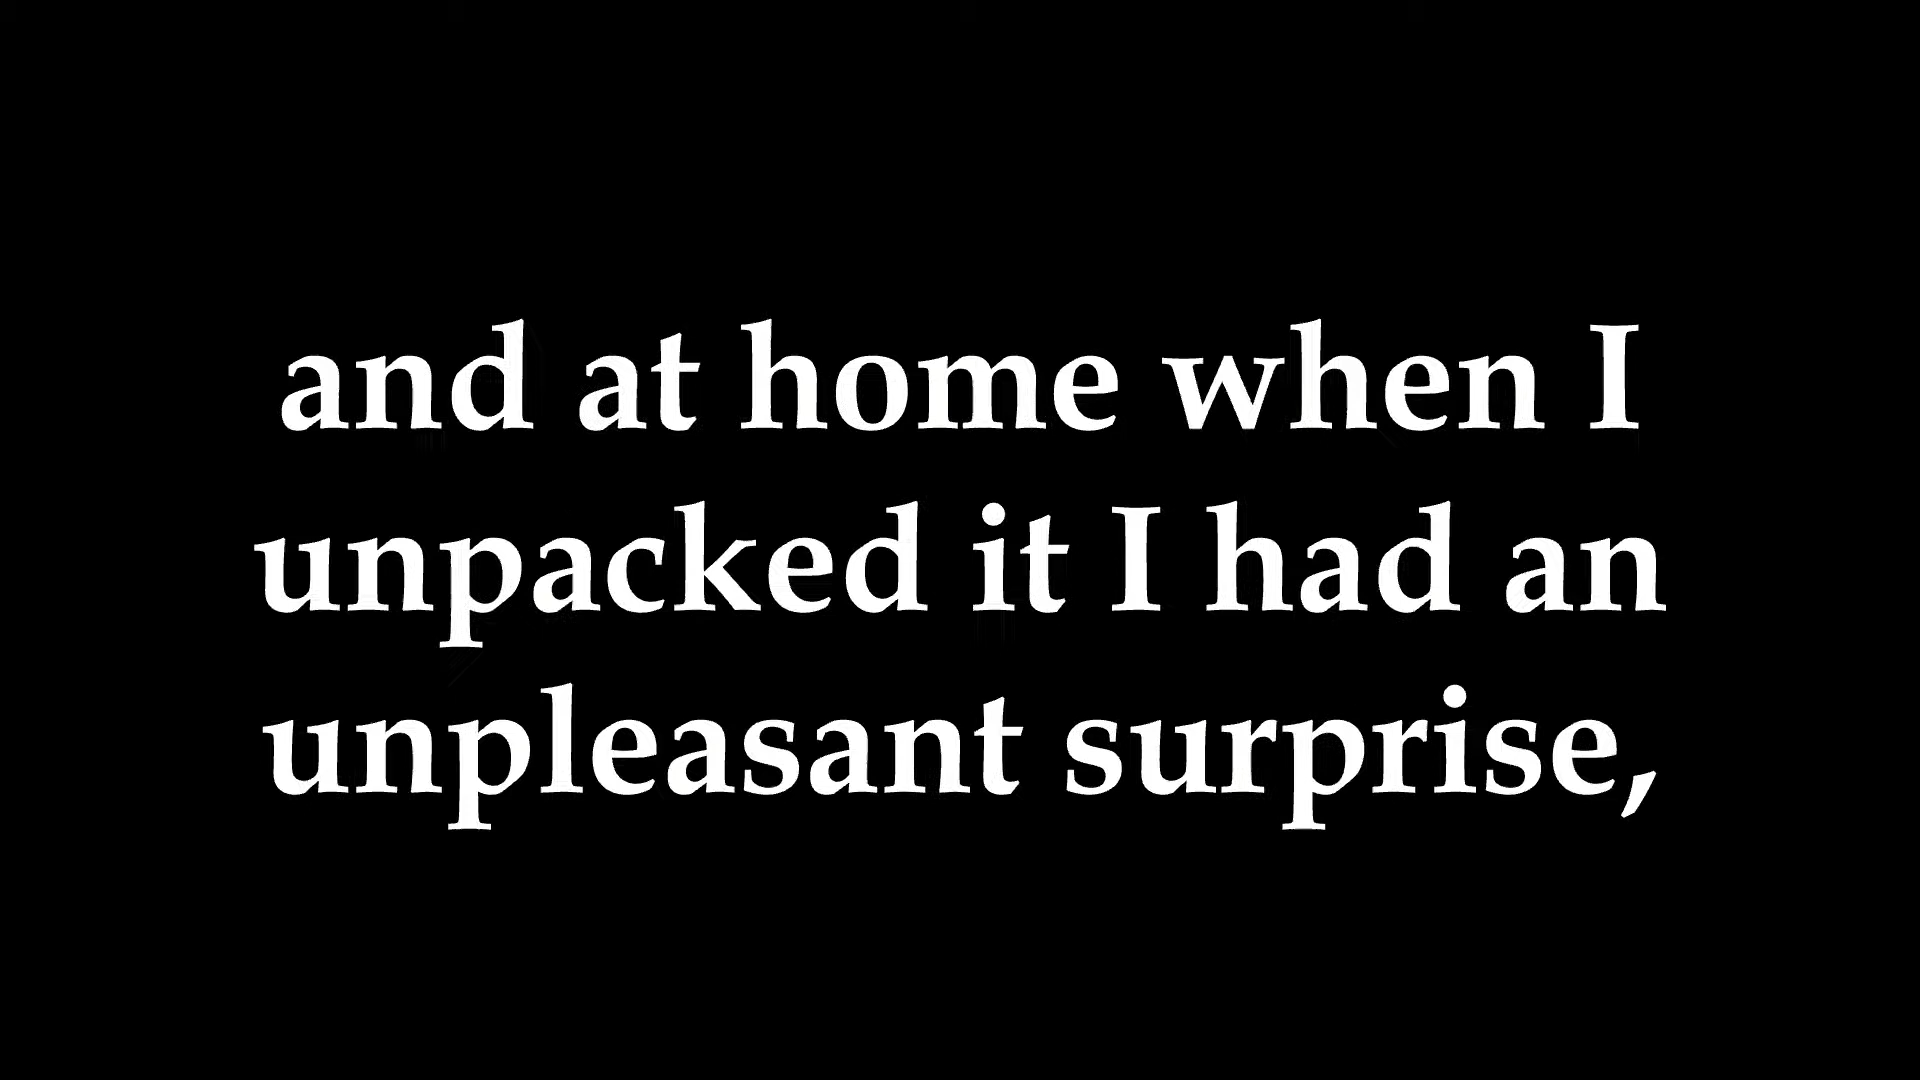 and at home when I
unpacked it I had an
unpleasant surprise,